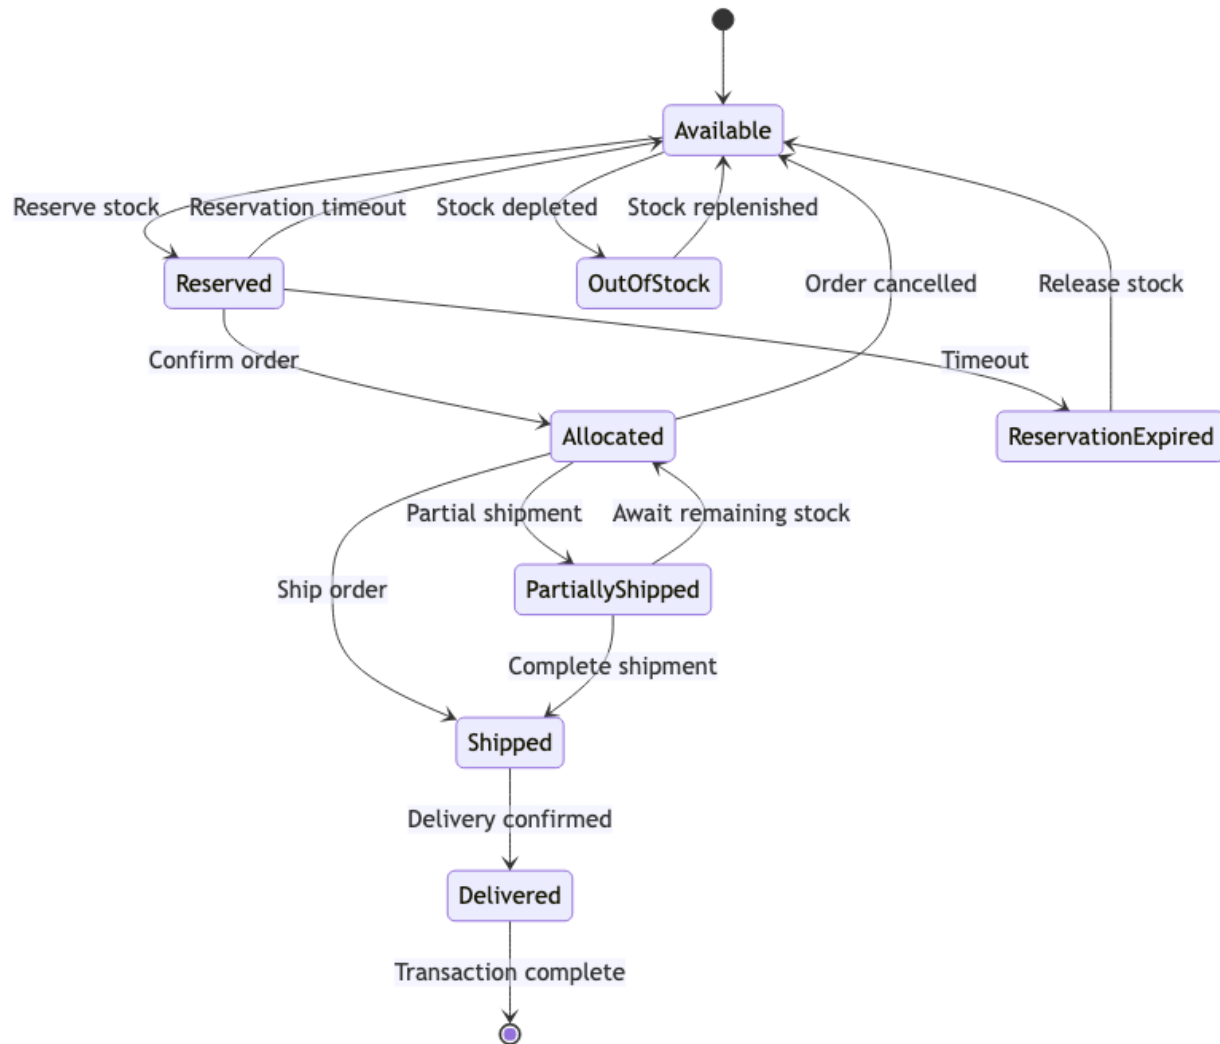 Available
Reserve stock
Reservation timeout
Stock depleted
Stock replenished
Reserved
OutOfStock
Order cancelled
Release stock
Confirm order
Timeout
Allocated
ReservationExpired
Partial shipment
Await remaining stock
Ship order
PartiallyShipped
Complete shipment
Shipped
Delivery confirmed
Delivered
Transaction complete